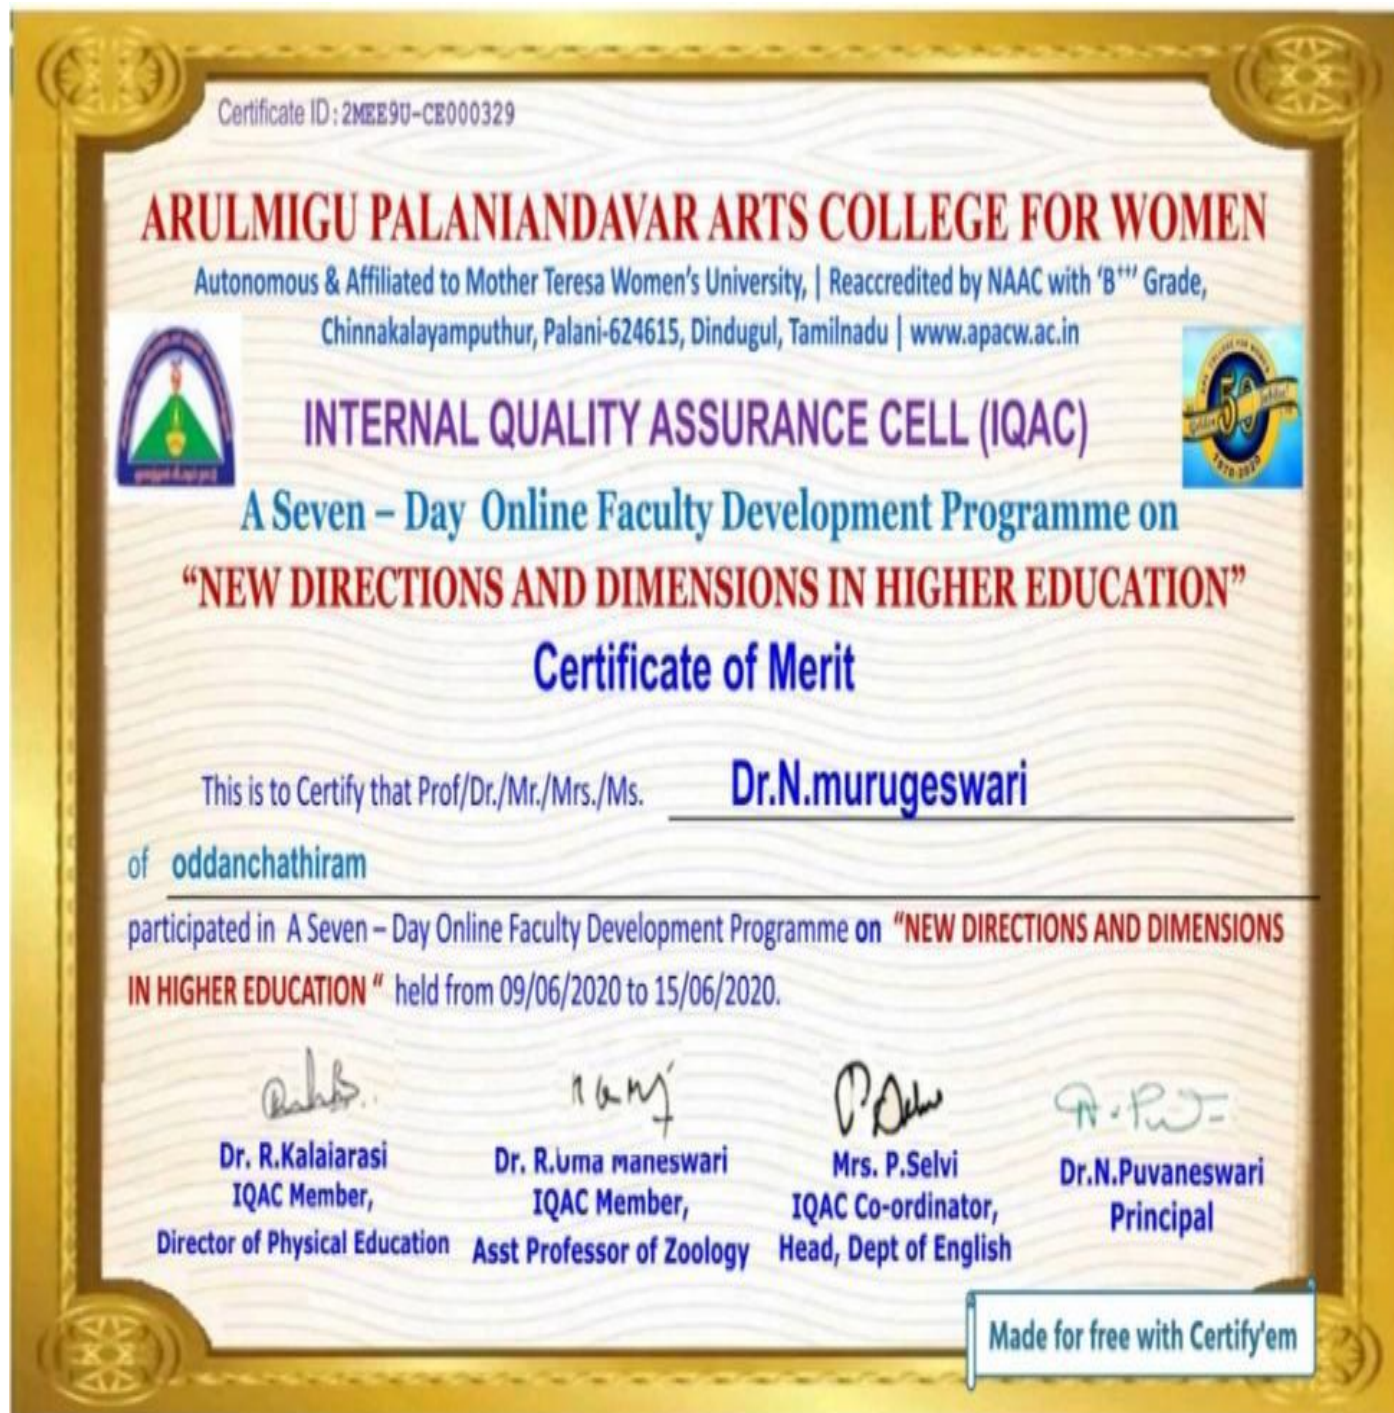 Certificate ID : 2MEE9U-CE000329
ARULMIGU PALANIANDAVAR ARTS COLLEGE FOR WOMEN
Autonomous & Affiliated to Mother Teresa Women's University, | Reaccredited by NAAC with 'B++' Grade,
Chinnakalayamputhur, Palani-624615, Dindugul, Tamilnadu | www.apacw.ac.in
50
Golden Jubilee
1970-2020
INTERNAL QUALITY ASSURANCE CELL (IQAC)
A Seven – Day Online Faculty Development Programme on
“NEW DIRECTIONS AND DIMENSIONS IN HIGHER EDUCATION”
Certificate of Merit
This is to Certify that Prof/Dr./Mr./Mrs./Ms. Dr.N.murugeswari
of oddanchathiram
participated in A Seven – Day Online Faculty Development Programme on “NEW DIRECTIONS AND DIMENSIONS
IN HIGHER EDUCATION “ held from 09/06/2020 to 15/06/2020.
Dr. R.Kalaiarasi
IQAC Member,
Director of Physical Education
Dr. R.Uma Maheswari
IQAC Member,
Asst Professor of Zoology
Mrs. P.Selvi
IQAC Co-ordinator,
Head, Dept of English
Dr.N.Puvaneswari
Principal
Made for free with Certify'em